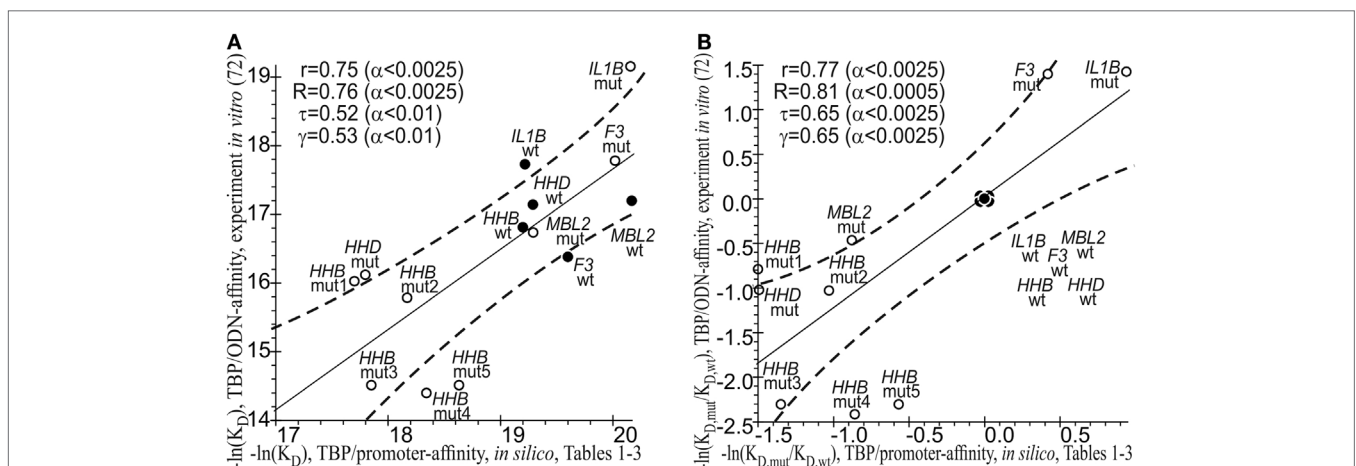 A
r=0.75 (α<0.0025)
R=0.76 (α<0.0025)
τ=0.52 (α<0.01)
γ=0.53 (α<0.01)
-ln(K_D), TBP/ODN-affinity, experiment in vitro (72)
19
18
17
16
15
14
IL1B
mut
IL1B
wt
F3
mut
HHD
wt
HHB
wt
MBL2
mut
MBL2
wt
F3
wt
HHD
mut
HHB
mut1
HHB
mut2
HHB
mut3
HHB
mut5
HHB
mut4
17
18
19
20
-ln(K_D), TBP/promoter-affinity, in silico, Tables 1-3
B
r=0.77 (α<0.0025)
R=0.81 (α<0.0005)
τ=0.65 (α<0.0025)
γ=0.65 (α<0.0025)
-ln(K_D,mut/K_D,wt), TBP/ODN-affinity, experiment in vitro (72)
1.5
1.0
0.5
0.0
-0.5
-1.0
-1.5
-2.0
-2.5
F3
mut
IL1B
mut
MBL2
mut
HHB
mut1
HHB
mut2
HHD
mut
IL1B
wt
MBL2
wt
F3
wt
HHB
wt
HHD
wt
HHB
mut3
HHB
mut4
HHB
mut5
-1.5
-1.0
0.0
0.5
-ln(K_D,mut/K_D,wt), TBP/promoter-affinity, in silico, Tables 1-3